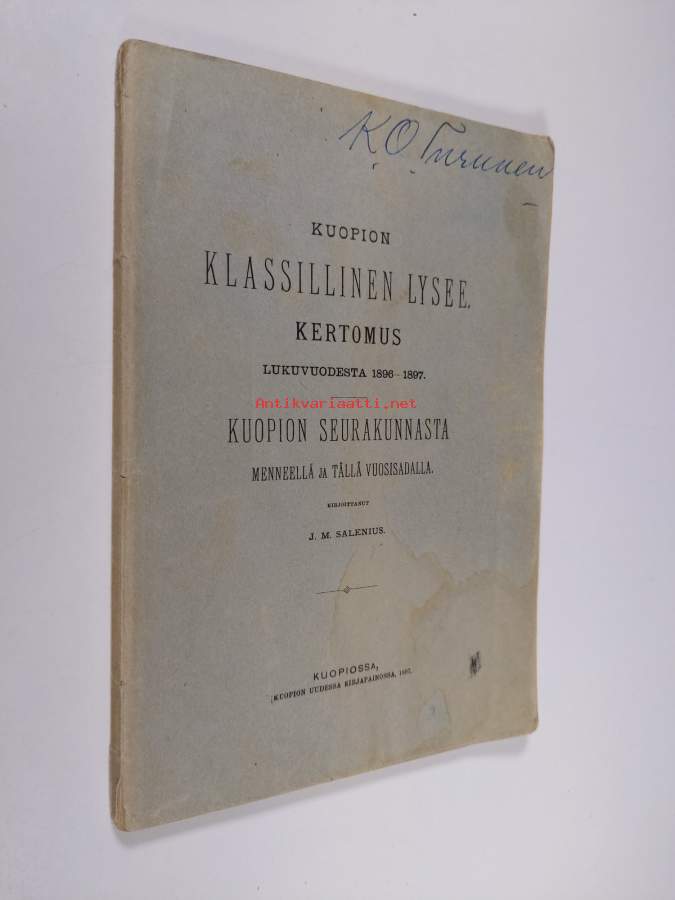 K.O. Turunen
KUOPION
KLASSILLINEN LYSEE.
KERTOMUS
LUKUVUODESTA 1896–1897.
Antikvariaatti.net
KUOPION SEURAKUNNASTA
MENNEELLÄ JA TÄLLÄ VUOSISADALLA.
KIRJOITTANUT
J. M. SALENIUS.
KUOPIOSSA,
KUOPION UUDESSA KIRJAPAINOSSA, 1897.